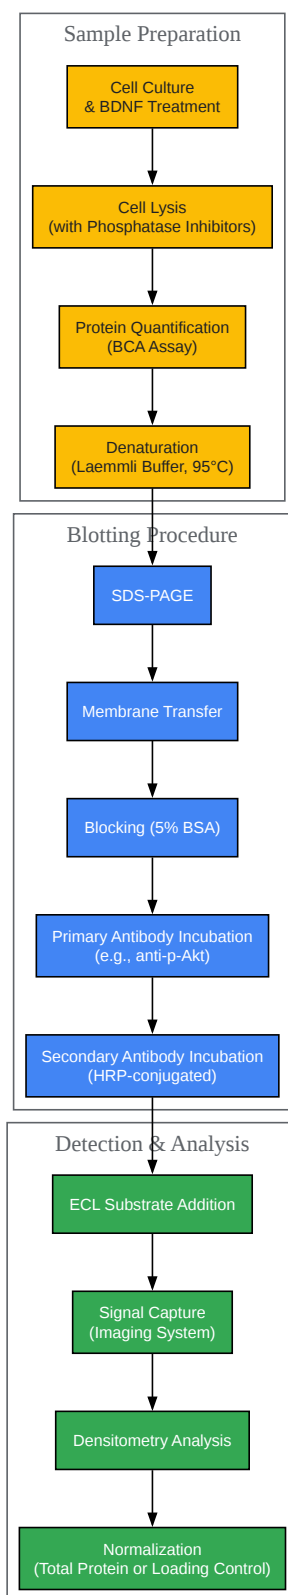 Sample Preparation
Cell Culture
& BDNF Treatment
Cell Lysis
(with Phosphatase Inhibitors)
Protein Quantification
(BCA Assay)
Denaturation
(Laemmli Buffer, 95°C)
Blotting Procedure
SDS-PAGE
Membrane Transfer
Blocking (5% BSA)
Primary Antibody Incubation
(e.g., anti-p-Akt)
Secondary Antibody Incubation
(HRP-conjugated)
Detection & Analysis
ECL Substrate Addition
Signal Capture
(Imaging System)
Densitometry Analysis
Normalization
(Total Protein or Loading Control)